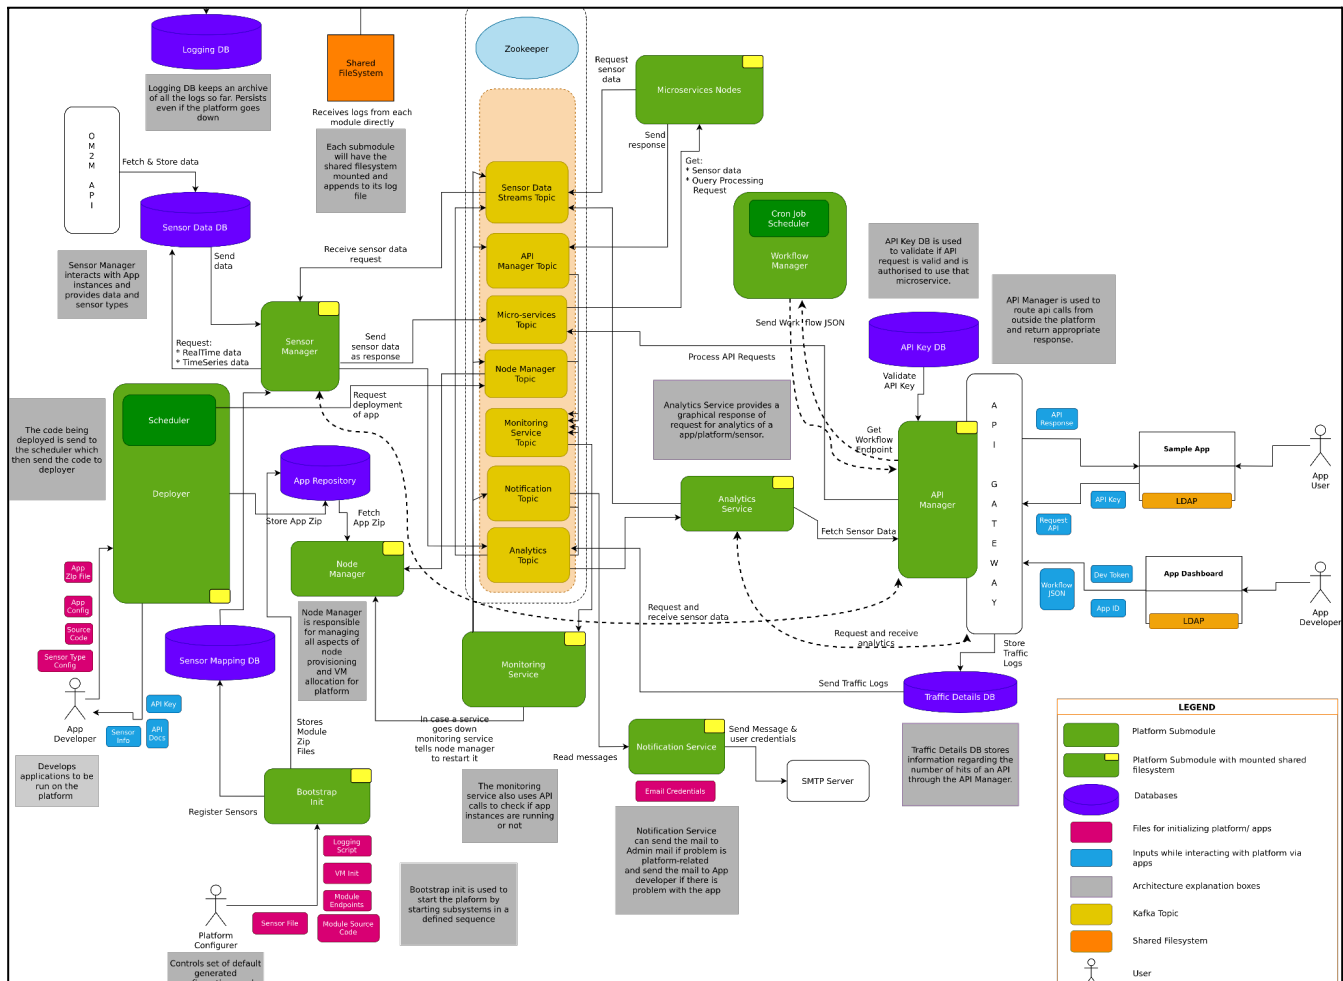 Logging DB
Logging DB keeps an archive
of all the logs so far. Persists
even if the platform goes
down
Shared
FileSystem
Receives logs from each
module directly
Each submodule
will have the
shared filesystem
mounted and
appends to its log
file
Zookeeper
Request
sensor
data
Microservices Nodes
Send
response
Get:
* Sensor data
* Query Processing
Request
O
M
2
M
A
P
I
Fetch & Store data
Sensor Data DB
Send
data
Sensor Manager
interacts with App
instances and
provides data and
sensor types
Request:
* RealTime data
* TimeSeries data
Receive sensor data
request
Sensor
Manager
Send
sensor data
as response
Request
deployment
of app
Sensor Data
Streams Topic
API
Manager Topic
Micro-services
Topic
Node Manager
Topic
Monitoring
Service
Topic
Notification
Topic
Analytics
Topic
Cron Job
Scheduler
Workflow
Manager
Send Work flow JSON
Process API Requests
API Key DB is used
to validate if API
request is valid and is
authorised to use that
microservice.
API Manager is used to
route api calls from
outside the platform
and return appropriate
response.
API Key DB
Validate
API Key
Analytics Service provides a
graphical response of
request for analytics of a
app/platform/sensor.
Get
Workflow
Endpoint
API
Manager
A
P
I
G
A
T
E
W
A
Y
API
Response
API Key
Request
API
Sample App
LDAP
App
User
Workflow
JSON
Dev Token
App ID
App Dashboard
LDAP
App
Developer
The code being
deployed is send to
the scheduler which
then send the code to
deployer
Scheduler
Deployer
App Repository
Store App Zip
Fetch
App Zip
Node
Manager
Node Manager
is responsible
for managing
all aspects of
node
provisioning
and VM
allocation for
platform
Analytics
Service
Fetch Sensor Data
Request and
receive sensor data
Request and receive
analytics
Store
Traffic
Logs
Send Traffic Logs
Traffic Details DB
Traffic Details DB stores
information regarding the
number of hits of an API
through the API Manager.
App
Zip File
App
Config
Source
Code
Sensor Type
Config
App
Developer
Develops
applications to be
run on the
platform
API Key
Sensor
Info
API
Docs
Sensor Mapping DB
Stores
Module
Zip
Files
Register Sensors
Bootstrap
Init
Monitoring
Service
In case a service
goes down
monitoring service
tells node manager
to restart it
The monitoring
service also uses API
calls to check if app
instances are running
or not
Read messages
Notification Service
Email Credentials
Send Message &
user credentials
SMTP Server
Notification Service
can send the mail to
Admin mail if problem is
platform-related
and send the mail to App
developer if there is
problem with the app
Logging
Script
VM Init
Module
Endpoints
Module Source
Code
Sensor File
Platform
Configurer
Controls set of default
generated
Bootstrap init is used to
start the plaform by
starting subsystems in a
defined sequence
LEGEND
Platform Submodule
Platform Submodule with mounted shared
filesystem
Databases
Files for initializing platform/ apps
Inputs while interacting with platform via
apps
Architecture explanation boxes
Kafka Topic
Shared Filesystem
User